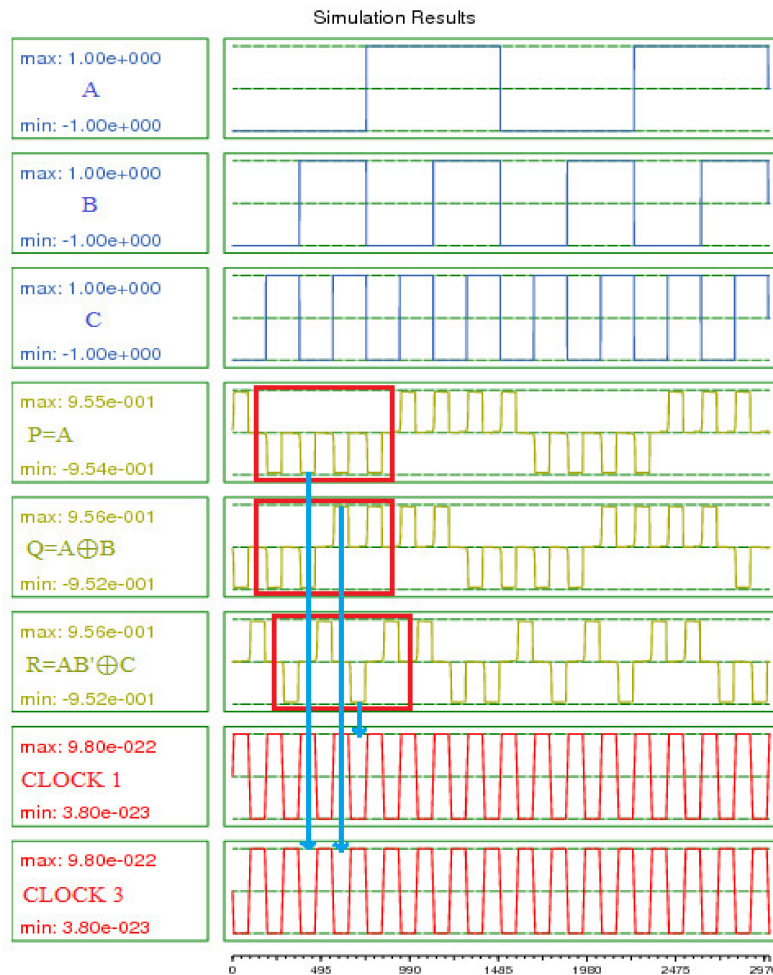 Simulation Results
max: 1.00e+000
A
min: -1.00e+000
max: 1.00e+000
B
min: -1.00e+000
max: 1.00e+000
C
min: -1.00e+000
max: 9.55e-001
P=A
min: -9.54e-001
max: 9.56e-001
Q=A⊕B
min: -9.52e-001
max: 9.56e-001
R=AB'⊕C
min: -9.52e-001
max: 9.80e-022
CLOCK 1
min: 3.80e-023
max: 9.80e-022
CLOCK 3
min: 3.80e-023
0 495 990 1485 1980 2475